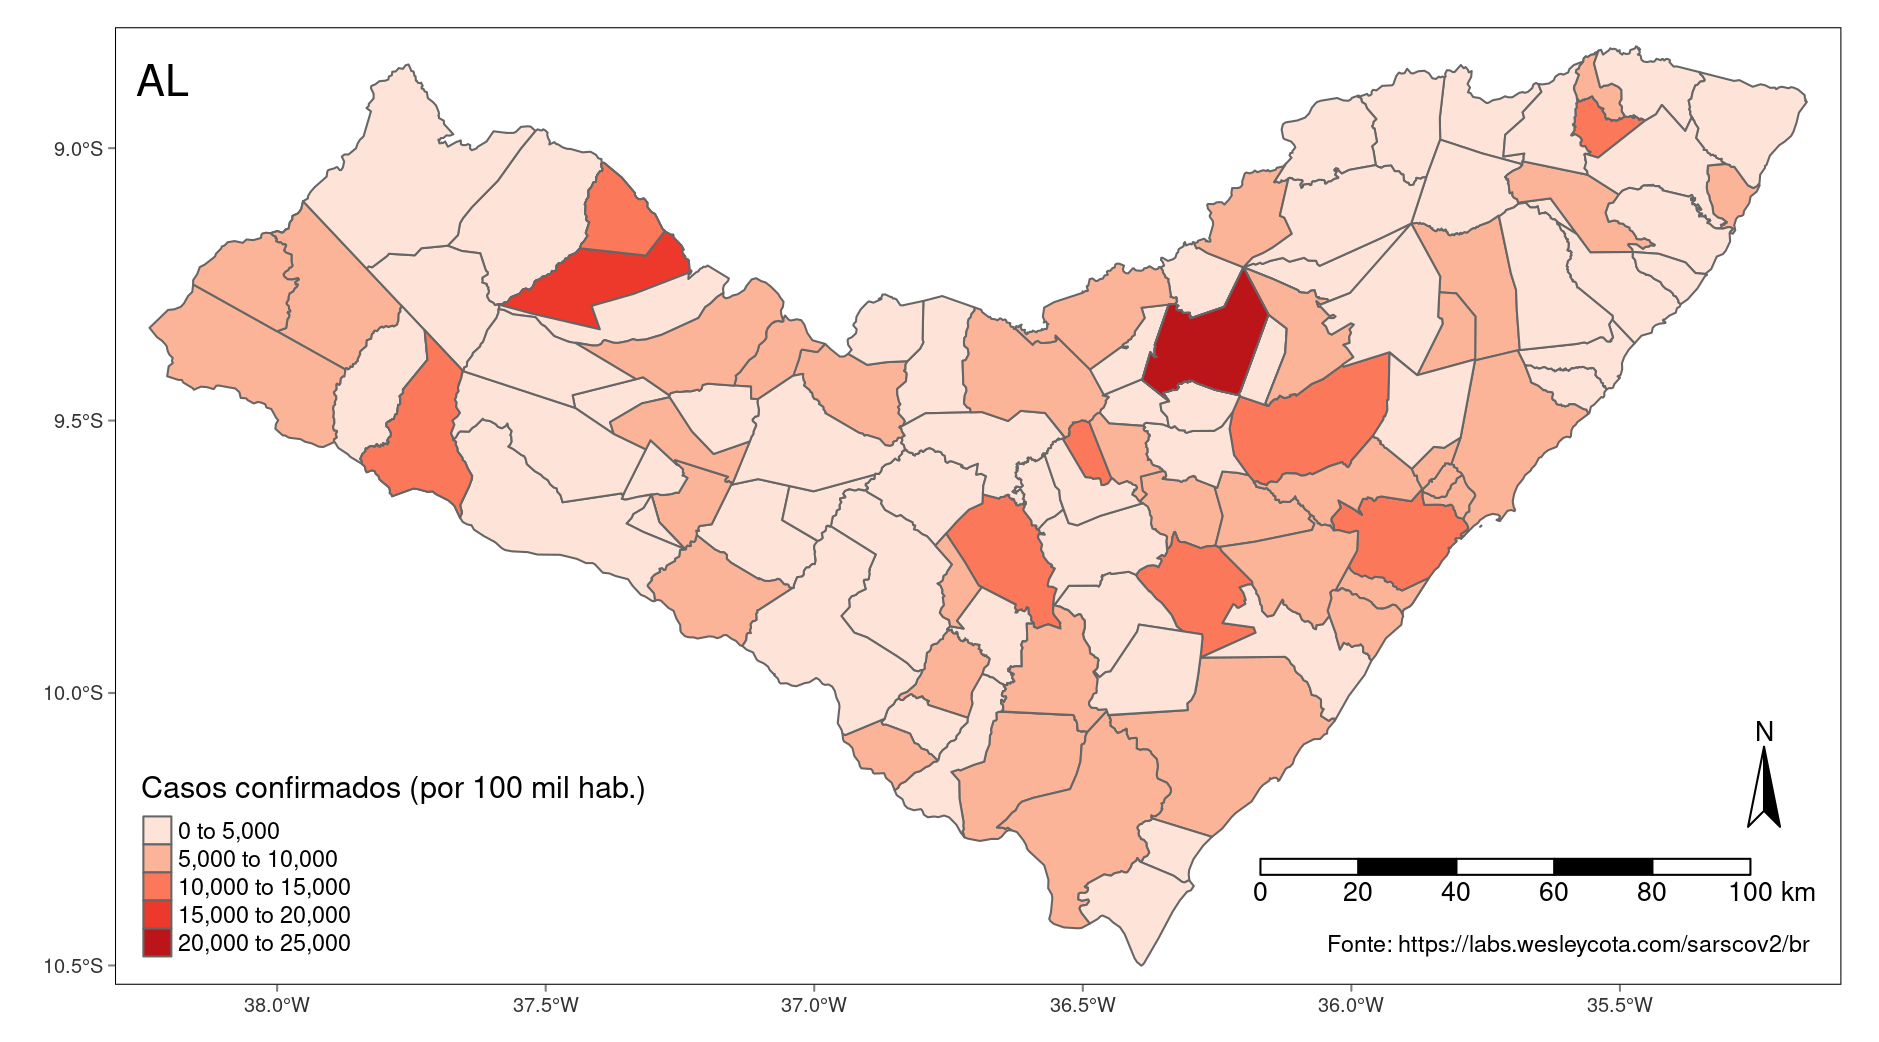 AL
9.0°S
9.5°S
10.0°S
10.5°S
Casos confirmados (por 100 mil hab.)
0 to 5,000
5,000 to 10,000
10,000 to 15,000
15,000 to 20,000
20,000 to 25,000
N
0 20 40 60 80 100 km
Fonte: https://labs.wesleycota.com/sarscov2/br
38.0°W 37.5°W 37.0°W 36.5°W 36.0°W 35.5°W